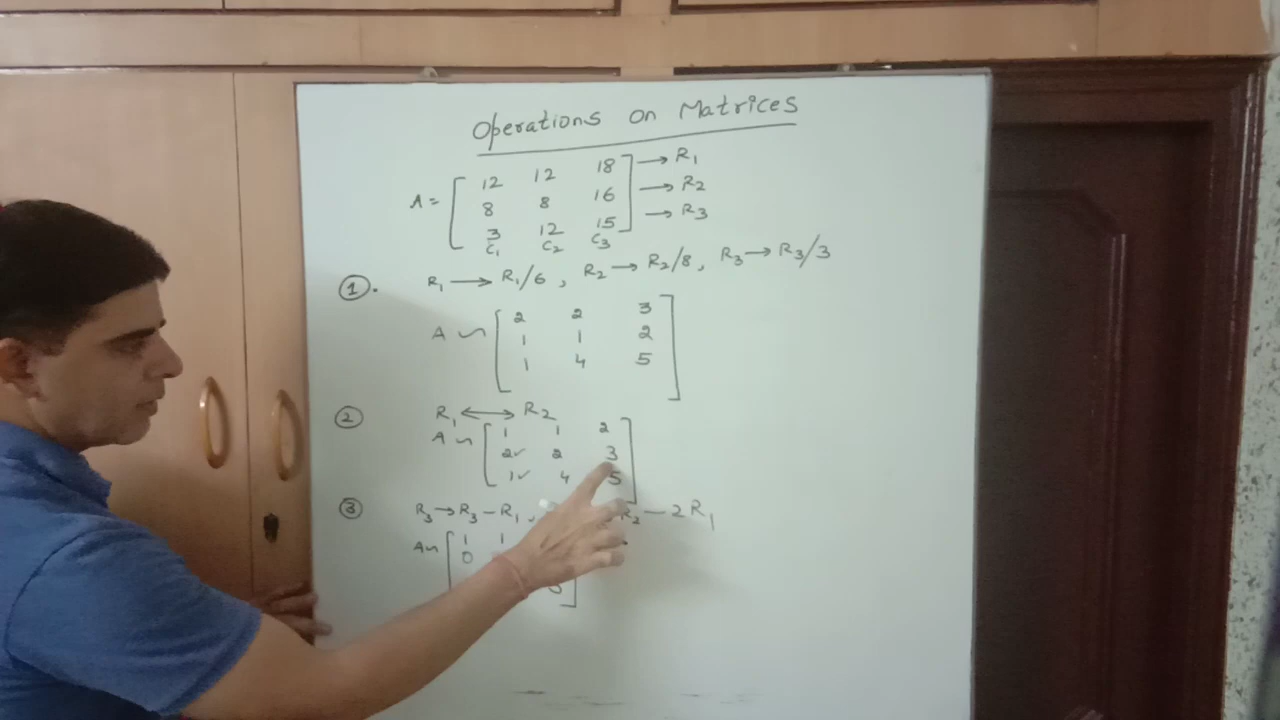 Operations on Matrices
A = [ 12 12 18 ] → R1
8 8 16 → R2
3 12 15 → R3
C1 C2 C3
①. R1 → R1/6 , R2 → R2/8, R3 → R3/3
2 2 3
A ~ [ 1 1 2 ]
1 4 5
② R1 ↔ R2
A ~ [ 1 1 2 ]
2✓ 2 3
1✓ 4 5
③ R3 → R3 - R1, R2 - 2R1
A ~ [ 1 1
0